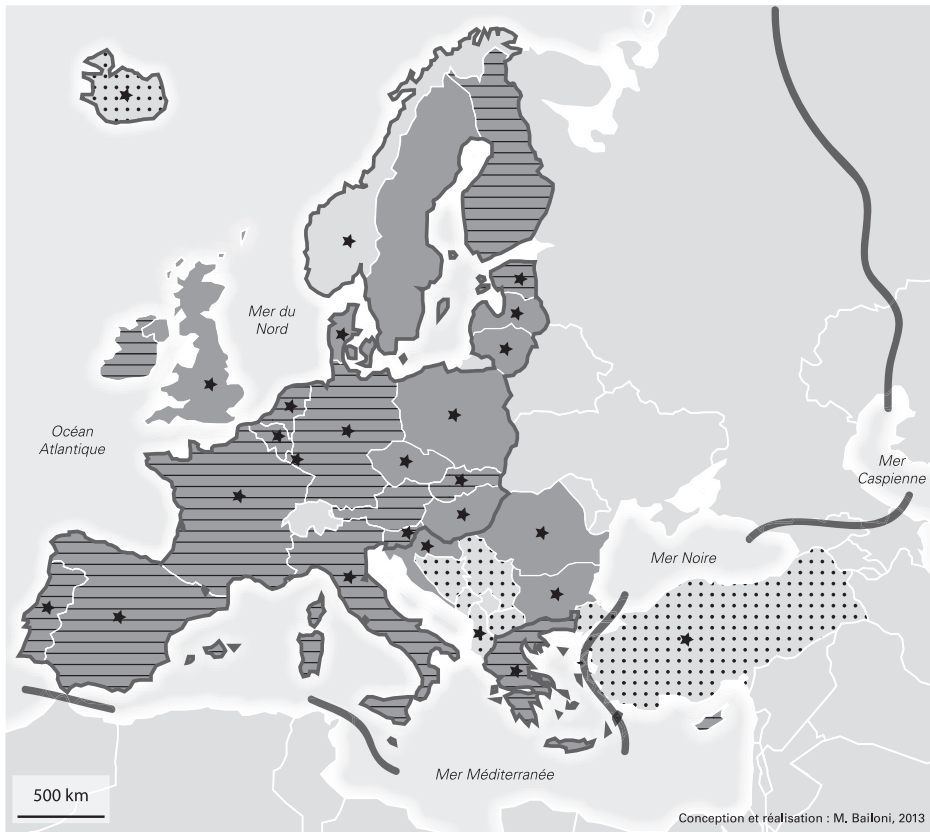 Mer du
Nord
Océan
Atlantique
Mer
Caspienne
Mer Noire
Mer Méditerranée
500 km
Conception et réalisation : M. Bailoni, 2013